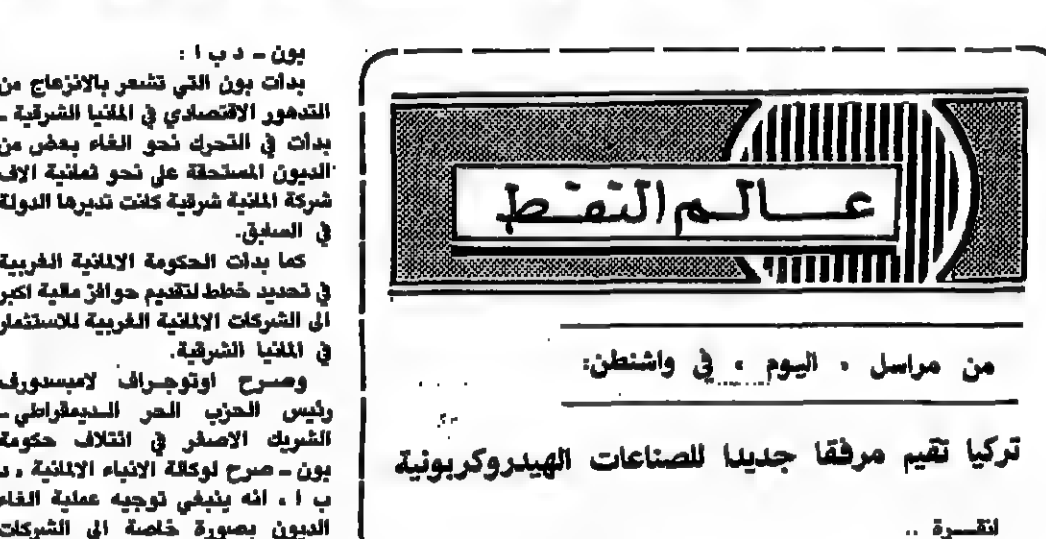 عالم النفط
من مراسل « اليوم » في واشنطن:
تركيا تقيم مرفقا جديدا للصناعات الهيدروكربونية
انقـــرة ..
بون ـ د ب ا :
بدأت بون التي تشعر بالانزعاج من
التدهور الاقتصادي في المانيا الشرقية ـ
بدأت في التحرك نحو الغاء بعض من
الديون المستحقة على نحو ثمانية الاف
شركة المانية شرقية كانت تديرها الدولة
في السابق.
كما بدأت الحكومة الالمانية الغربية
في تحديد خطط لتقديم حوافز مالية اكبر
الى الشركات الالمانية الغربية للاستثمار
في المانيا الشرقية.
وصــرح اوتوجــراف لامبسدورف
رئيس الحزب الحر الـديمقراطي ـ
الشريك الاصغر في ائتلاف حكومة
بون ـ صرح لوكالة الانباء الالمانية « د
ب ا » انه ينبغي توجيه عملية الغاء
الديون بصورة خاصة الى الشركات